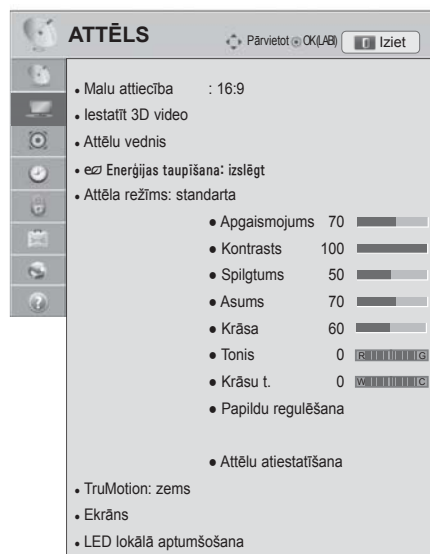 ATTĒLS
Pārvietot OK(LABI) Iziet
• Malu attiecība : 16:9
• Iestatīt 3D video
• Attēlu vednis
• Enerģijas taupīšana: izslēgt
• Attēla režīms: standarta
● Apgaismojums 70
● Kontrasts 100
● Spilgtums 50
● Asums 70
● Krāsa 60
● Tonis 0 R G
● Krāsu t. 0 W C
● Papildu regulēšana
● Attēlu atiestatīšana
• TruMotion: zems
• Ekrāns
• LED lokālā aptumšošana